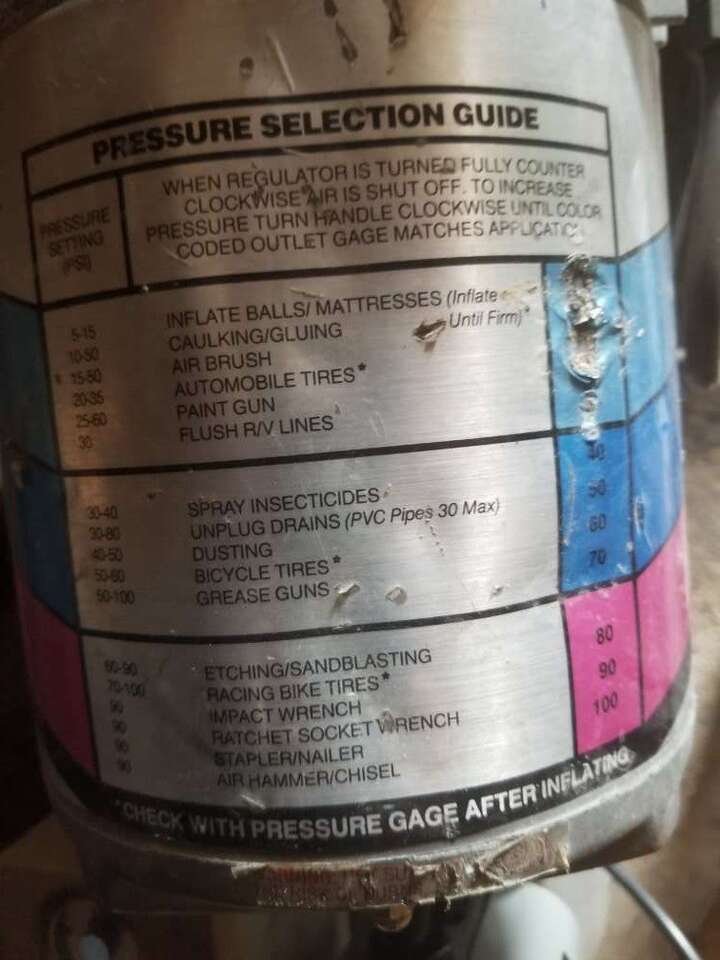 PRESSURE SELECTION GUIDE
PRESSURE
SETTING
(PSI)
WHEN REGULATOR IS TURNED FULLY COUNTER
CLOCKWISE AIR IS SHUT OFF. TO INCREASE
PRESSURE TURN HANDLE CLOCKWISE UNTIL COLOR
CODED OUTLET GAGE MATCHES APPLICATION
5-15 INFLATE BALLS/ MATTRESSES (Inflate
Until Firm)*
10-50 CAULKING/GLUING
15-50 AIR BRUSH
20-35 AUTOMOBILE TIRES*
25-60 PAINT GUN
30 FLUSH R/V LINES
30-40 SPRAY INSECTICIDES
30-80 UNPLUG DRAINS (PVC Pipes 30 Max)
40-50 DUSTING
50-60 BICYCLE TIRES*
50-100 GREASE GUNS
40
50
60
70
60-90 ETCHING/SANDBLASTING
70-100 RACING BIKE TIRES*
90 IMPACT WRENCH
90 RATCHET SOCKET WRENCH
90 STAPLER/NAILER
90 AIR HAMMER/CHISEL
80
90
100
*CHECK WITH PRESSURE GAGE AFTER INFLATING